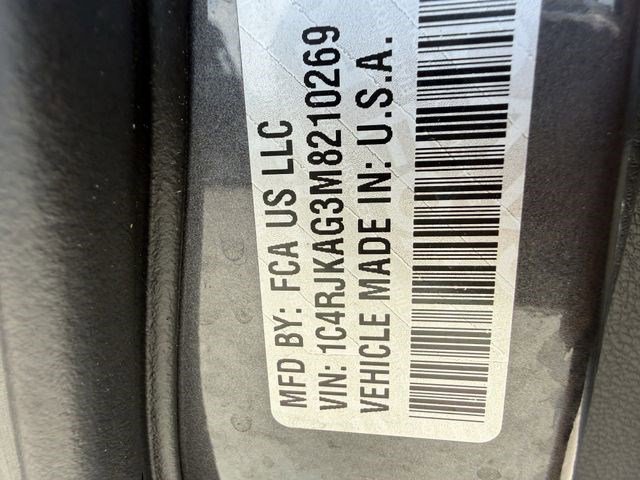 MFD BY: FCA US LLC
VIN: 1C4RJKAG3M8210269
VEHICLE MADE IN: U.S.A.